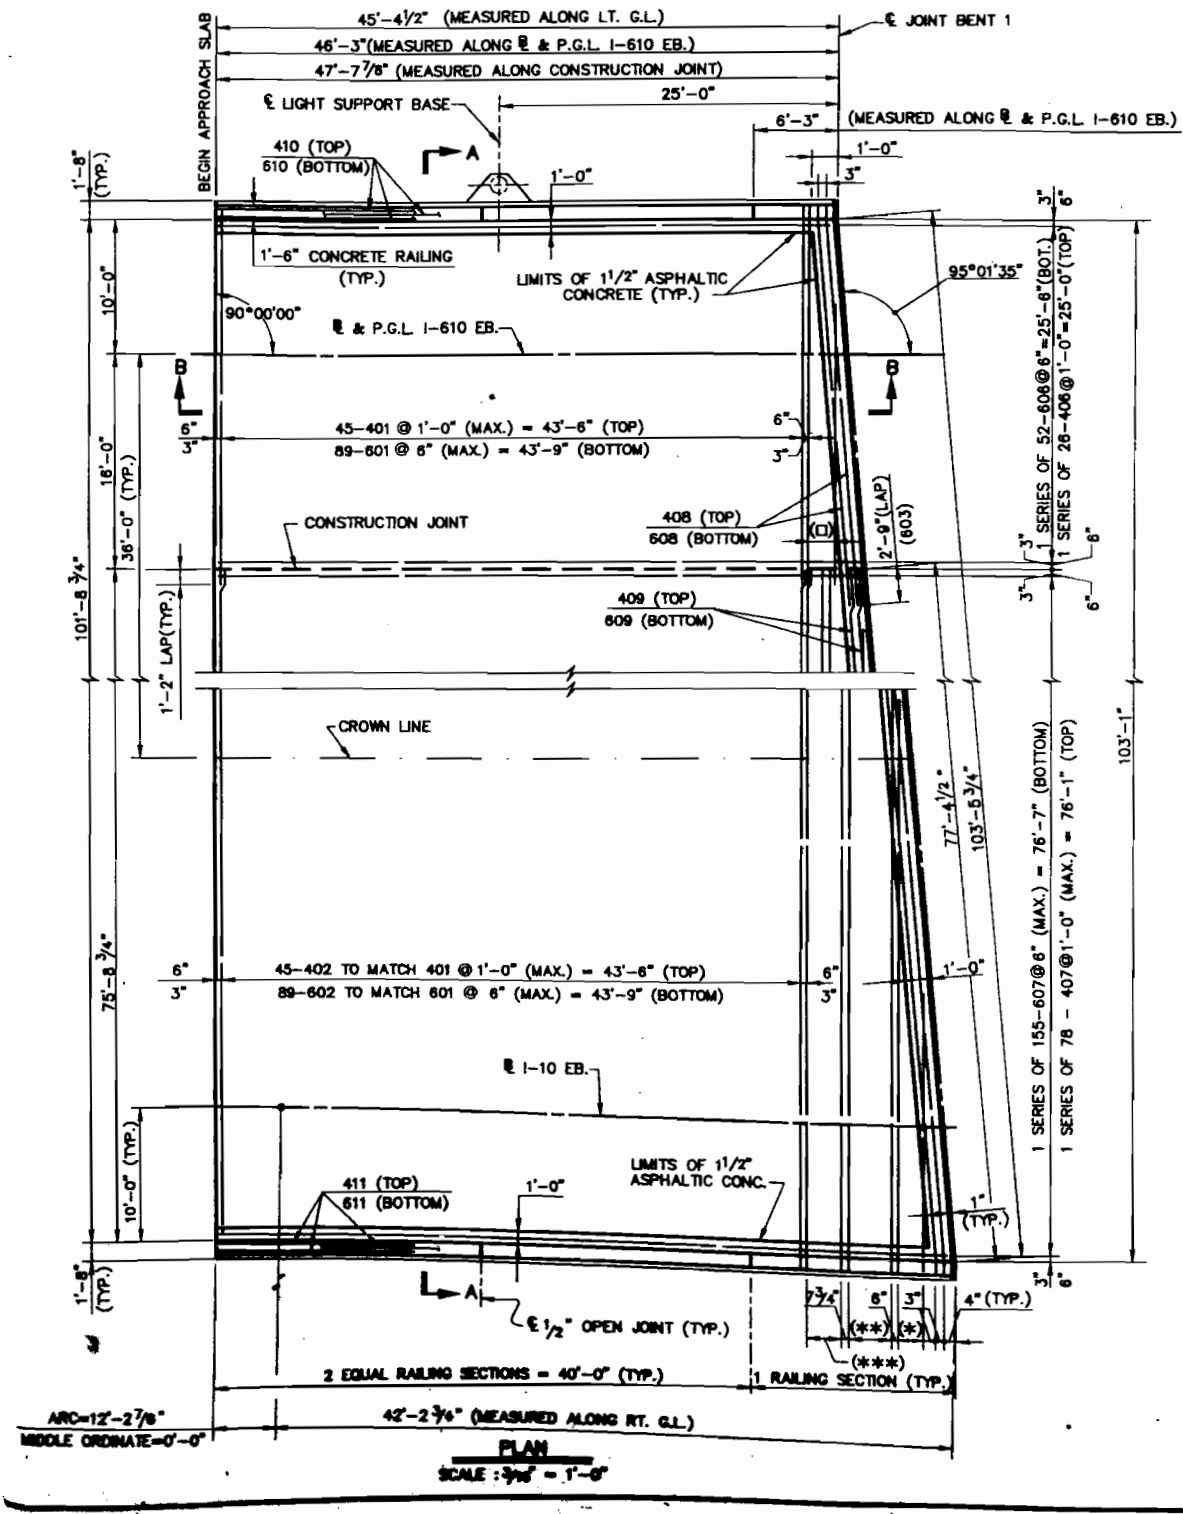 45'-4 1/2" (MEASURED ALONG LT. G.L.)
℄ JOINT BENT 1
46'-3"(MEASURED ALONG ⅊ & P.G.L. I-610 EB.)
47'-7 7/8" (MEASURED ALONG CONSTRUCTION JOINT)
BEGIN APPROACH SLAB
25'-0"
℄ LIGHT SUPPORT BASE
6'-3"
(MEASURED ALONG ⅊ & P.G.L. I-610 EB.)
410 (TOP)
610 (BOTTOM)
A
1'-0"
1'-0"
3"
1'-8"
(TYP.)
3"
6"
1'-6" CONCRETE RAILING
(TYP.)
LIMITS OF 1 1/2" ASPHALTIC
CONCRETE (TYP.)
95°01'35"
10'-0"
90°00'00"
⅊ & P.G.L. I-610 EB.
B
B
1 SERIES OF 52-606@6"=25'-6"(BOT.)
1 SERIES OF 26-406@1'-0"=25'-0"(TOP)
6"
3"
45-401 @ 1'-0" (MAX.) = 43'-6" (TOP)
89-601 @ 6" (MAX.) = 43'-9" (BOTTOM)
6"
3"
16'-0"
36'-0" (TYP.)
CONSTRUCTION JOINT
408 (TOP)
608 (BOTTOM)
(□)
2'-9"(LAP)
(603)
3"
6"
3"
6"
101'-8 3/4"
1'-2" LAP(TYP.)
409 (TOP)
609 (BOTTOM)
CROWN LINE
103'-1"
77'-4 1/2"
103'-5 3/4"
1 SERIES OF 155-607@6" (MAX.) = 76'-7" (BOTTOM)
1 SERIES OF 78 - 407@1'-0" (MAX.) = 76'-1" (TOP)
75'-8 3/4"
6"
3"
45-402 TO MATCH 401 @ 1'-0" (MAX.) = 43'-6" (TOP)
89-602 TO MATCH 601 @ 6" (MAX.) = 43'-9" (BOTTOM)
6"
3"
1'-0"
⅊ I-10 EB.
10'-0" (TYP.)
LIMITS OF 1 1/2"
ASPHALTIC CONC.
411 (TOP)
611 (BOTTOM)
1'-0"
1"
(TYP.)
1'-8"
(TYP.)
3"
6"
A
7 3/4"
6"
3"
4" (TYP.)
(**)
(*)
℄ 1/2" OPEN JOINT (TYP.)
(***)
2 EQUAL RAILING SECTIONS = 40'-0" (TYP.)
1 RAILING SECTION (TYP.)
ARC=12'-2 7/8"
MIDDLE ORDINATE=0'-0"
42'-2 3/4" (MEASURED ALONG RT. G.L.)
PLAN
SCALE : 3/16" = 1'-0"